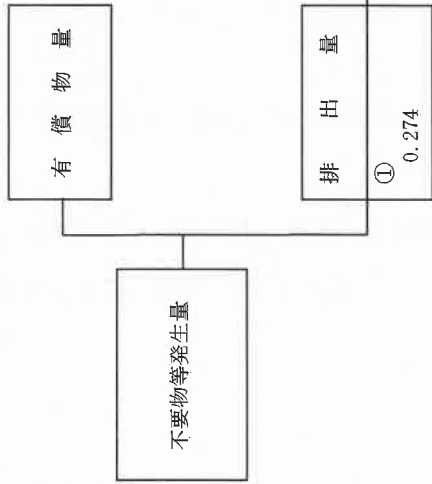 不要物等発生量
有償物量
排出量
①
0.274